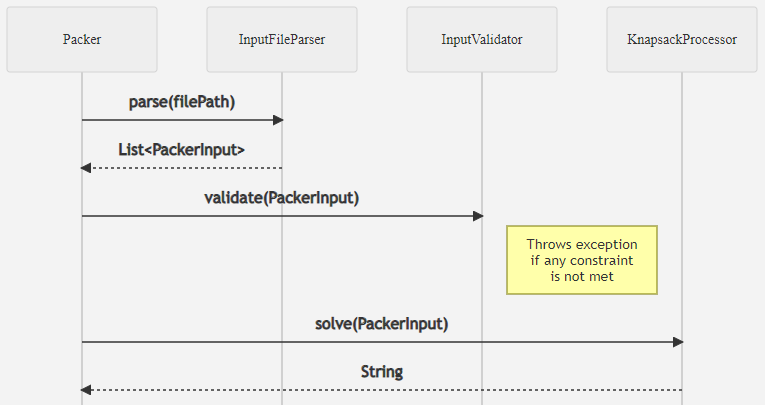 Packer
InputFileParser
InputValidator
KnapsackProcessor
parse(filePath)
List<PackerInput>
validate(PackerInput)
Throws exception
if any constraint
is not met
solve(PackerInput)
String